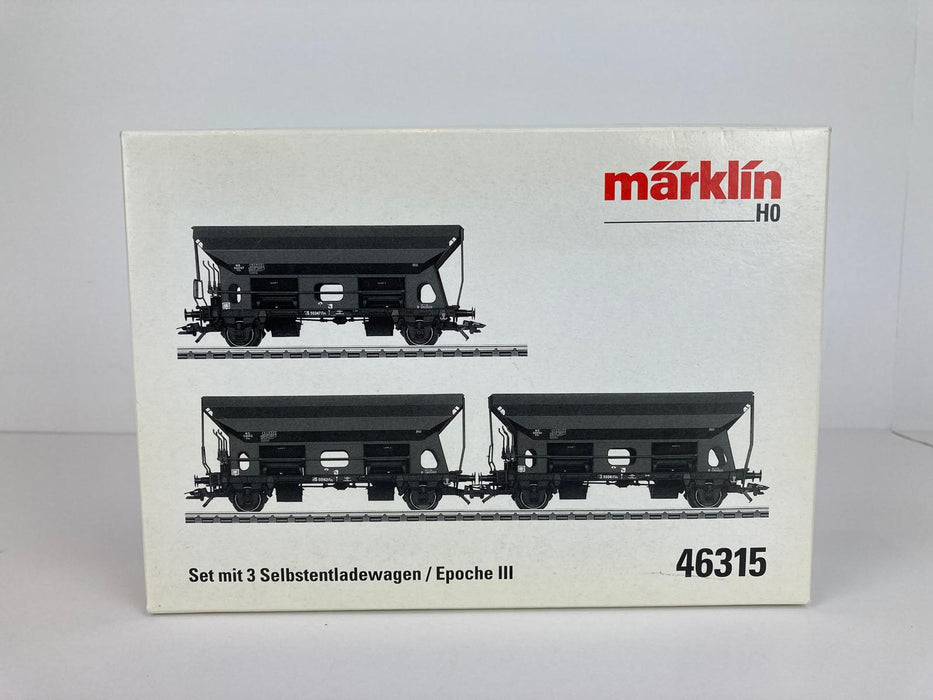 märklin
H0
Set mit 3 Selbstentladewagen / Epoche III
46315